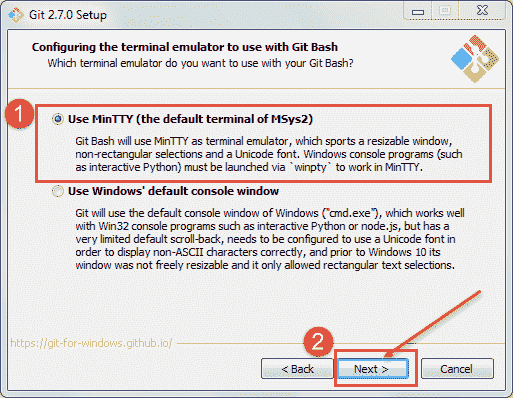 Git 2.7.0 Setup
Configuring the terminal emulator to use with Git Bash
Which terminal emulator do you want to use with your Git Bash?
1
Use MinTTY (the default terminal of MSys2)
Git Bash will use MinTTY as terminal emulator, which sports a resizable window,
non-rectangular selections and a Unicode font. Windows console programs (such
as interactive Python) must be launched via `winpty` to work in MinTTY.
Use Windows' default console window
Git will use the default console window of Windows ("cmd.exe"), which works well
with Win32 console programs such as interactive Python or node.js, but has a
very limited default scroll-back, needs to be configured to use a Unicode font in
order to display non-ASCII characters correctly, and prior to Windows 10 its
window was not freely resizable and it only allowed rectangular text selections.
https://git-for-windows.github.io/
2
< Back
Next >
Cancel